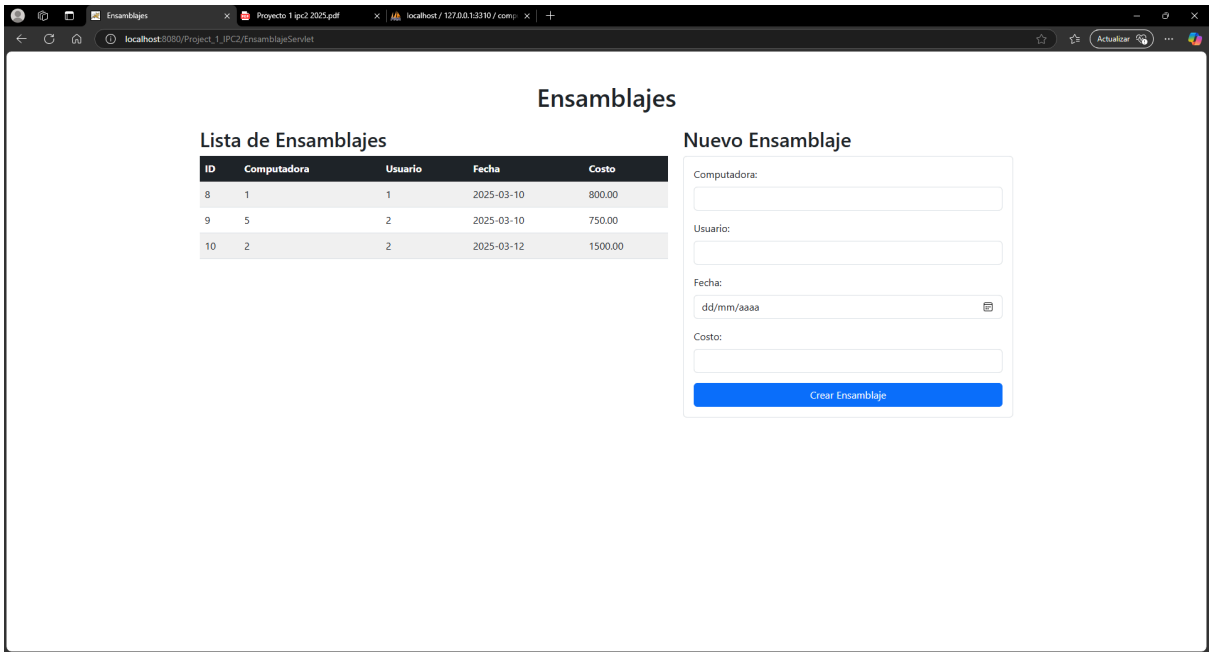 Ensamblajes
Proyecto 1 ipc2 2025.pdf
localhost / 127.0.0.1:3310 / comp
localhost:8080/Project_1_IPC2/EnsamblajeServlet
Actualizar
Ensamblajes
Lista de Ensamblajes
ID Computadora Usuario Fecha Costo
8 1 1 2025-03-10 800.00
9 5 2 2025-03-10 750.00
10 2 2 2025-03-12 1500.00
Nuevo Ensamblaje
Computadora:
Usuario:
Fecha:
dd/mm/aaaa
Costo:
Crear Ensamblaje